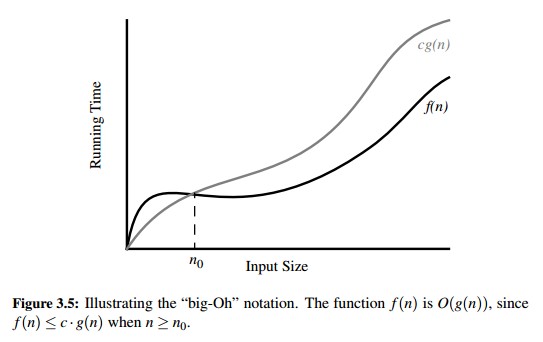 cg(n)
f(n)
Running Time
n0
Input Size
Figure 3.5: Illustrating the “big-Oh” notation. The function f(n) is O(g(n)), since
f(n) ≤ c · g(n) when n ≥ n0.